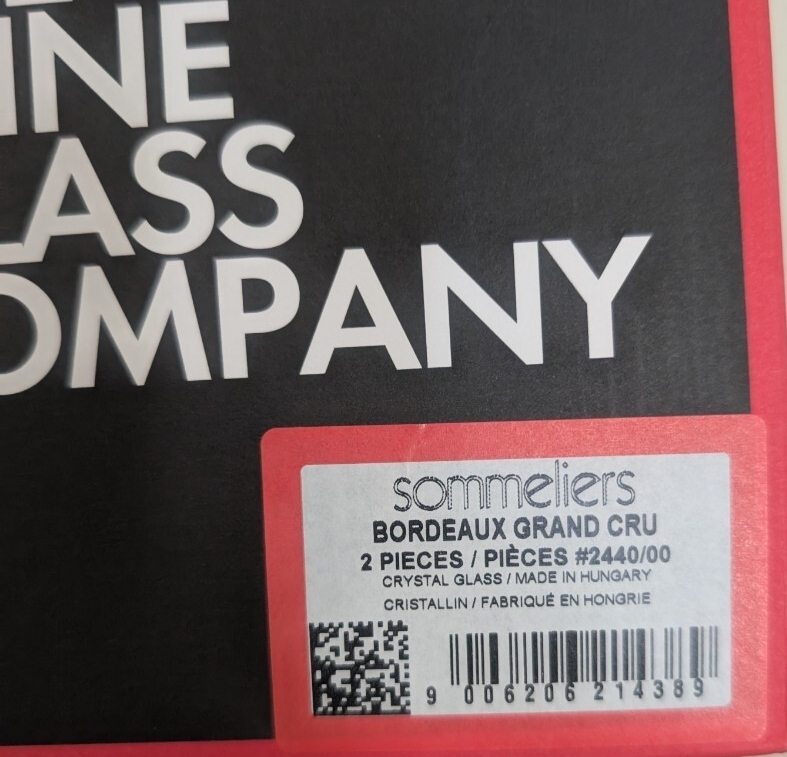 INE
LASS
OMPANY
sommeliers
BORDEAUX GRAND CRU
2 PIECES / PIÈCES #2440/00
CRYSTAL GLASS / MADE IN HUNGARY
CRISTALLIN / FABRIQUÉ EN HONGRIE
9 006206 214389